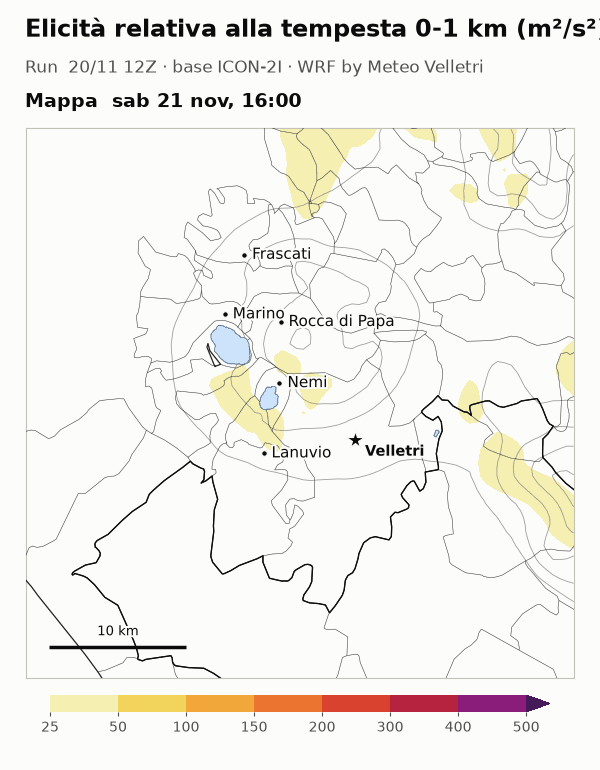 Elicità relativa alla tempesta 0-1 km (m²/s²)
Run  20/11 12Z · base ICON-2I · WRF by Meteo Velletri
Mappa  sab 21 nov, 16:00
Frascati
Marino
Rocca di Papa
Nemi
Velletri
Lanuvio
10 km
25 50 100 150 200 300 400 500